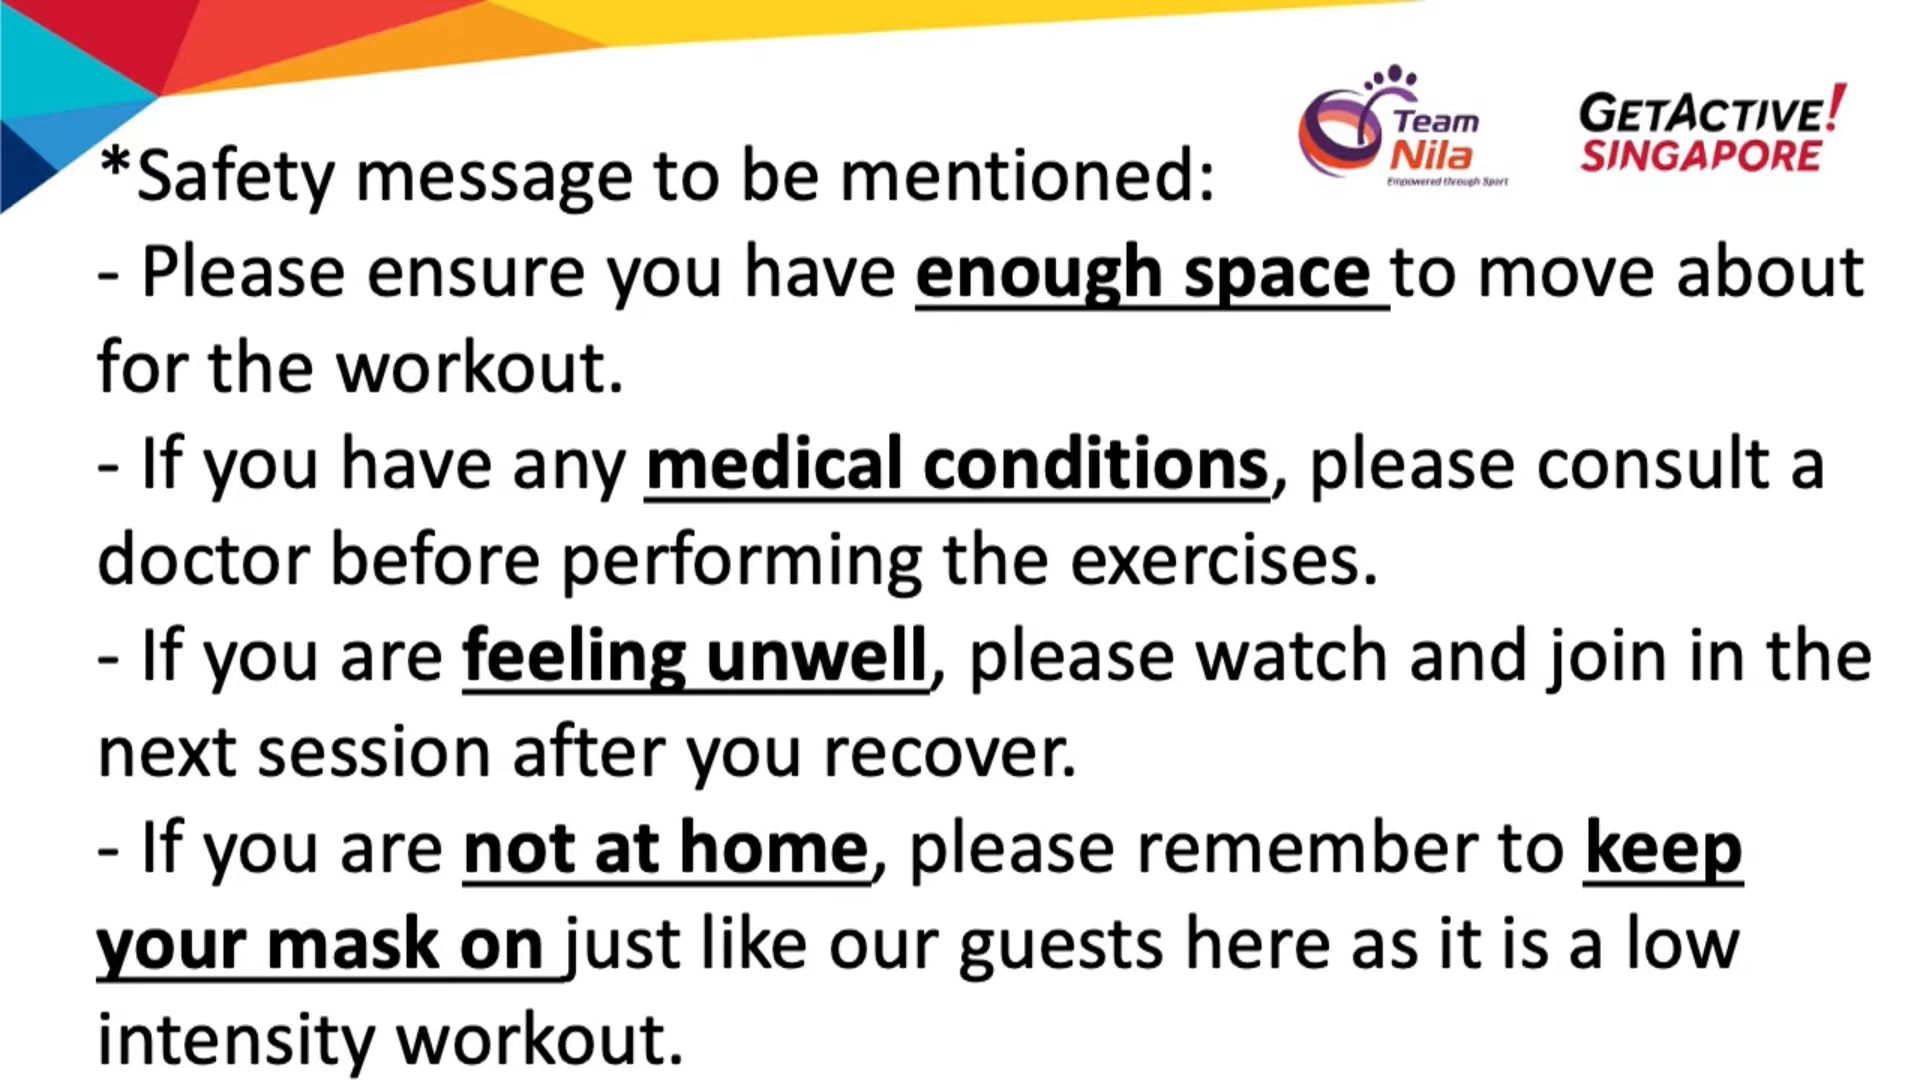 Team
Nila
Empowered through Sport
GETACTIVE!
SINGAPORE
*Safety message to be mentioned:
- Please ensure you have enough space to move about
for the workout.
- If you have any medical conditions, please consult a
doctor before performing the exercises.
- If you are feeling unwell, please watch and join in the
next session after you recover.
- If you are not at home, please remember to keep
your mask on just like our guests here as it is a low
intensity workout.